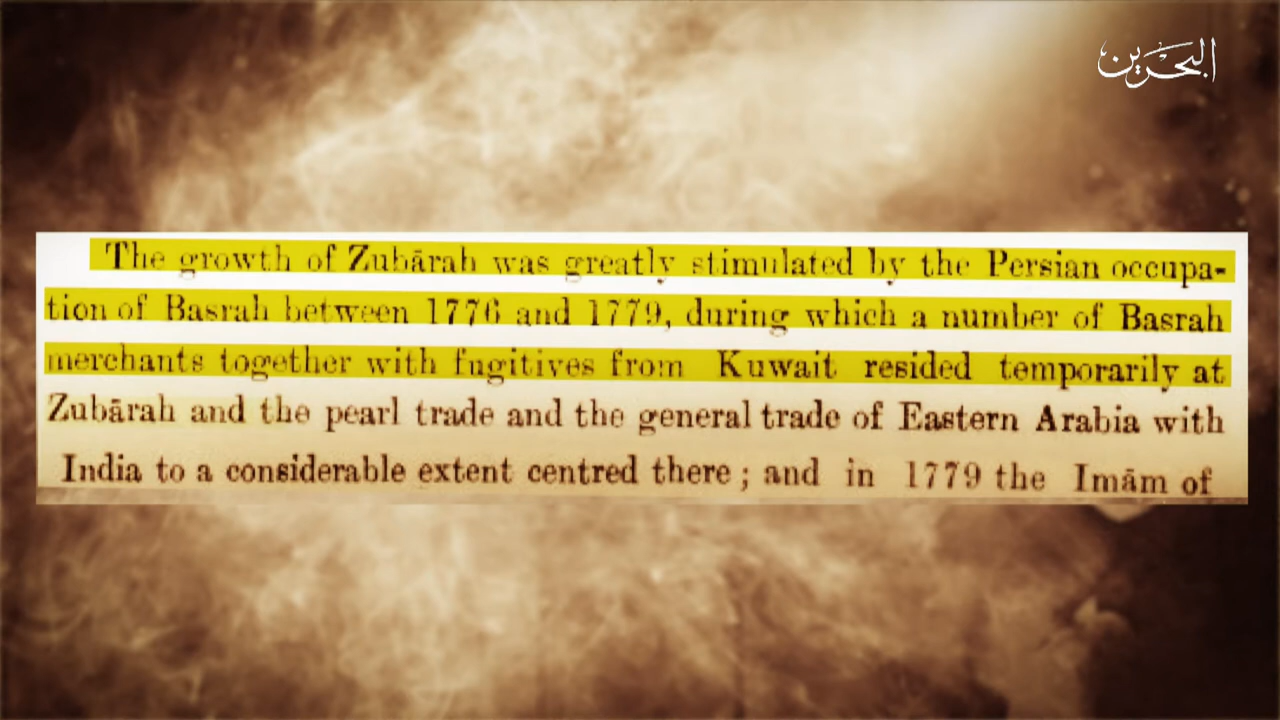 البحرين
The growth of Zubārah was greatly stimulated by the Persian occupa-
tion of Basrah between 1776 and 1779, during which a number of Basrah
merchants together with fugitives from Kuwait resided temporarily at
Zubārah and the pearl trade and the general trade of Eastern Arabia with
India to a considerable extent centred there ; and in 1779 the Imām of